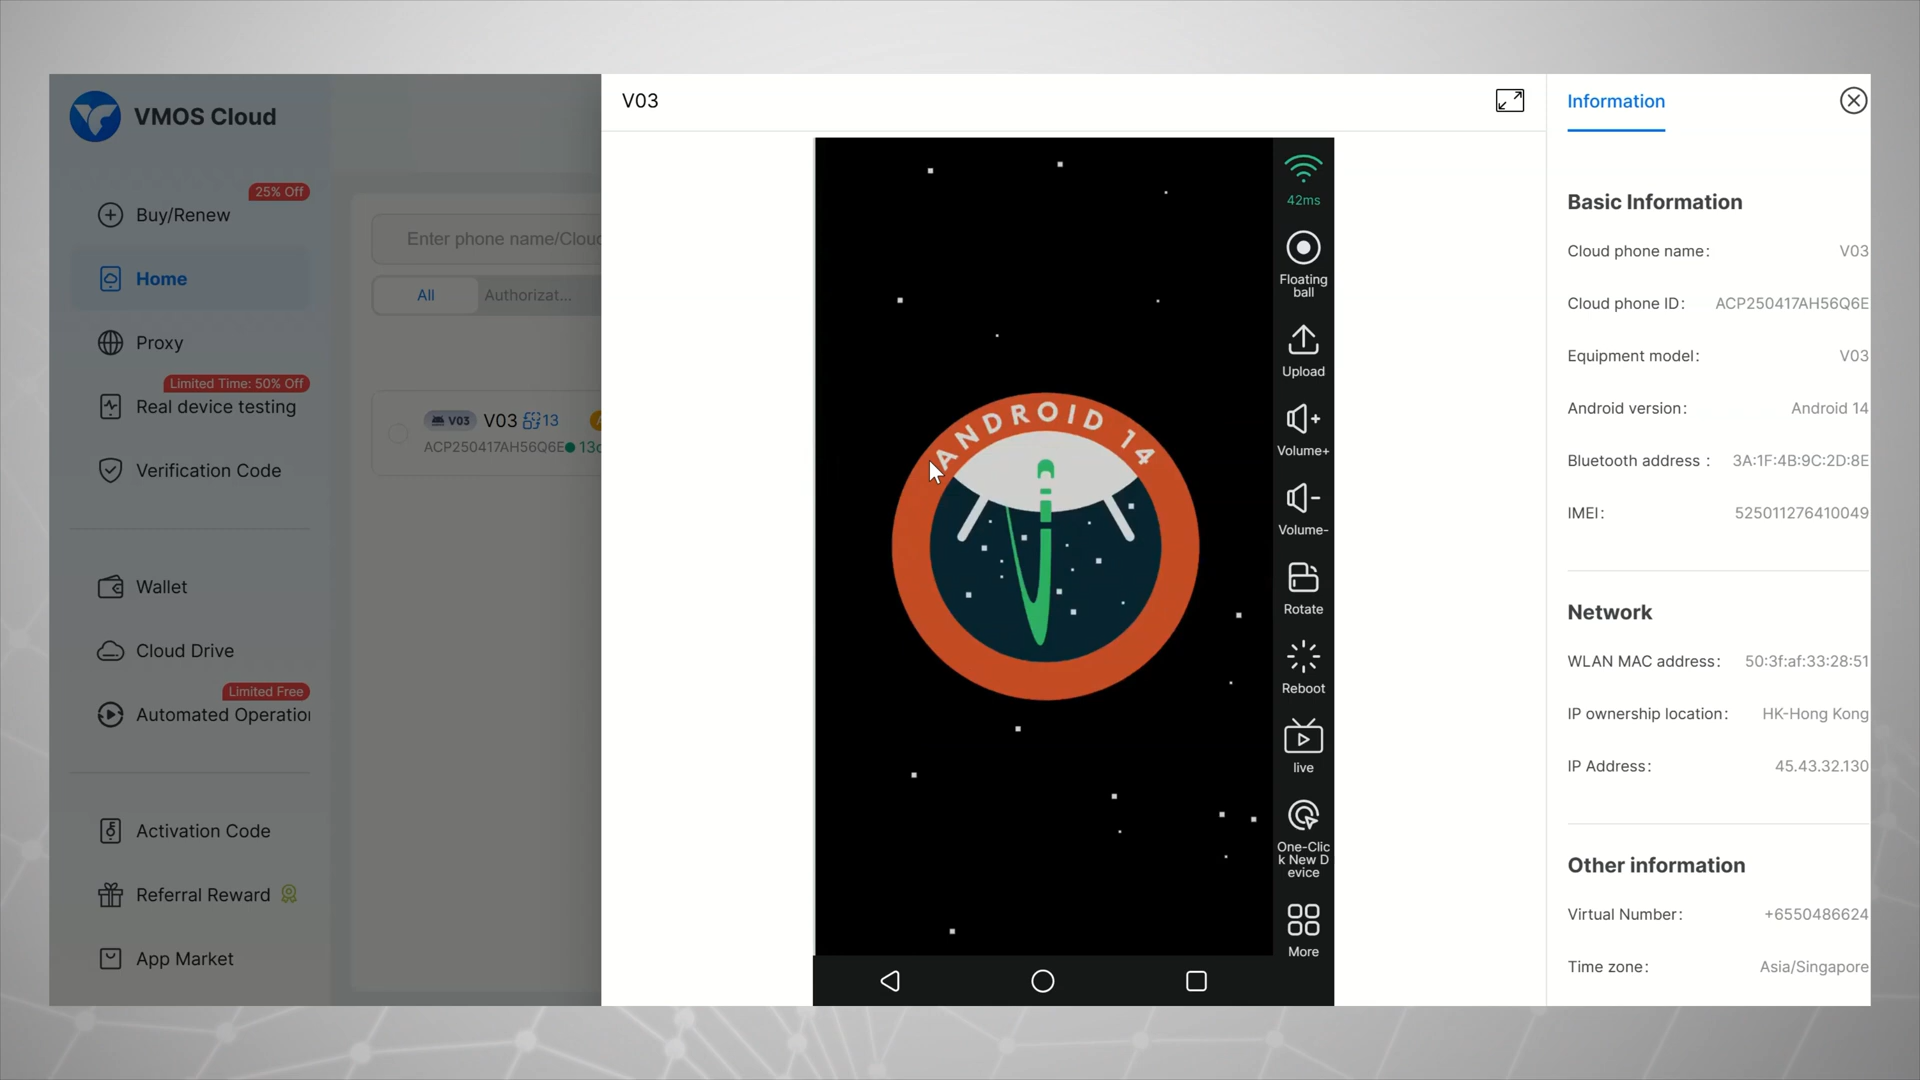 VMOS Cloud
25% Off
Buy/Renew
Home
Proxy
Limited Time: 50% Off
Real device testing
Verification Code
Wallet
Cloud Drive
Limited Free
Automated Operation
Activation Code
Referral Reward
App Market
Enter phone name/Clou
All
Authorizat...
V03
V03
13
ACP250417AH56Q6E
V03
ANDROID 14
42ms
Floating
ball
Upload
Volume+
Volume-
Rotate
Reboot
live
One-Clic
k New D
evice
More
Information
Basic Information
Cloud phone name:
V03
Cloud phone ID:
ACP250417AH56Q6E
Equipment model:
V03
Android version:
Android 14
Bluetooth address :
3A:1F:4B:9C:2D:8E
IMEI:
525011276410049
Network
WLAN MAC address:
50:3f:af:33:28:51
IP ownership location:
HK-Hong Kong
IP Address:
45.43.32.130
Other information
Virtual Number:
+6550486624
Time zone:
Asia/Singapore